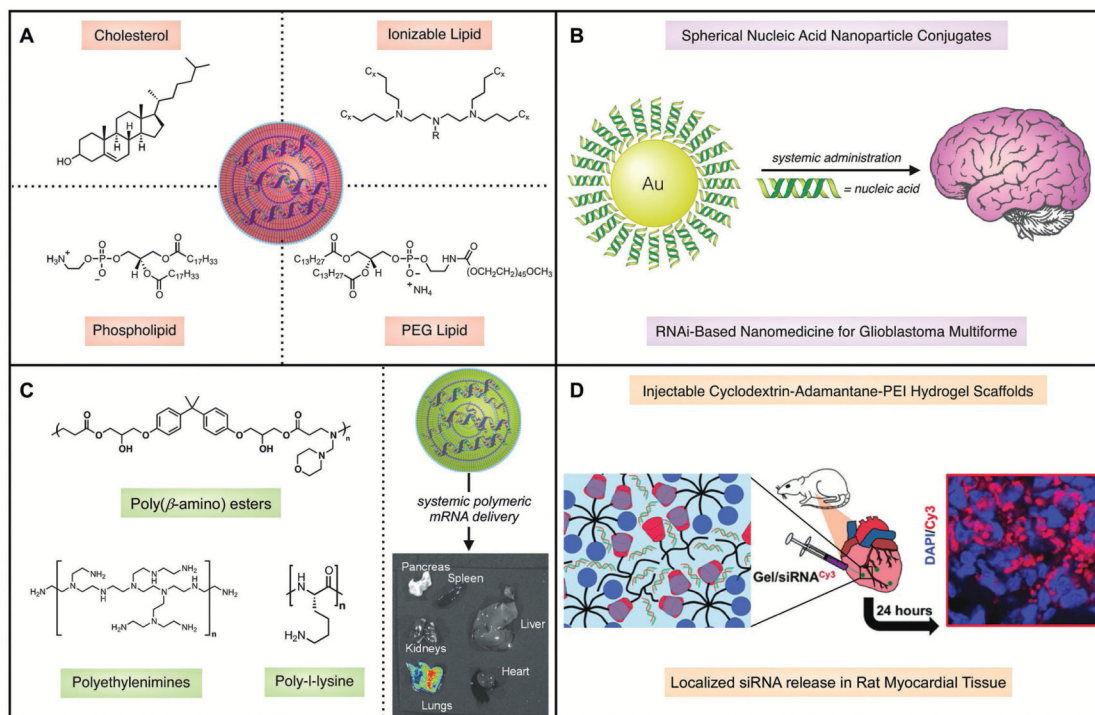 A
Cholesterol
Ionizable Lipid
HO
H
H
H
Cₓ
Cₓ
Cₓ
Cₓ
N
N
N
R
H₃N
+
O
P
O
O
−
O
H
O
O
C₁₇H₃₃
O
C₁₇H₃₃
O
C₁₃H₂₇
O
C₁₃H₂₇
O
O
H
O
O
P
O
O
−
+
NH₄
H
N
O
(OCH₂CH₂)₄₅OCH₃
Phospholipid
PEG Lipid
B
Spherical Nucleic Acid Nanoparticle Conjugates
Au
systemic administration
= nucleic acid
RNAi-Based Nanomedicine for Glioblastoma Multiforme
C
O
O
OH
O
O
OH
O
O
N
n
N
O
Poly(β-amino) esters
systemic polymeric
mRNA delivery
NH₂
N
H
N
NH₂
H₂N
N
H
N
N
H
N
NH₂
N
H₂N
NH₂
n
H
N
O
n
H₂N
Polyethylenimines
Poly-l-lysine
Pancreas
Spleen
Liver
Kidneys
Heart
Lungs
D
Injectable Cyclodextrin-Adamantane-PEI Hydrogel Scaffolds
Gel/siRNA^Cy3
24 hours
DAPI/Cy3
Localized siRNA release in Rat Myocardial Tissue